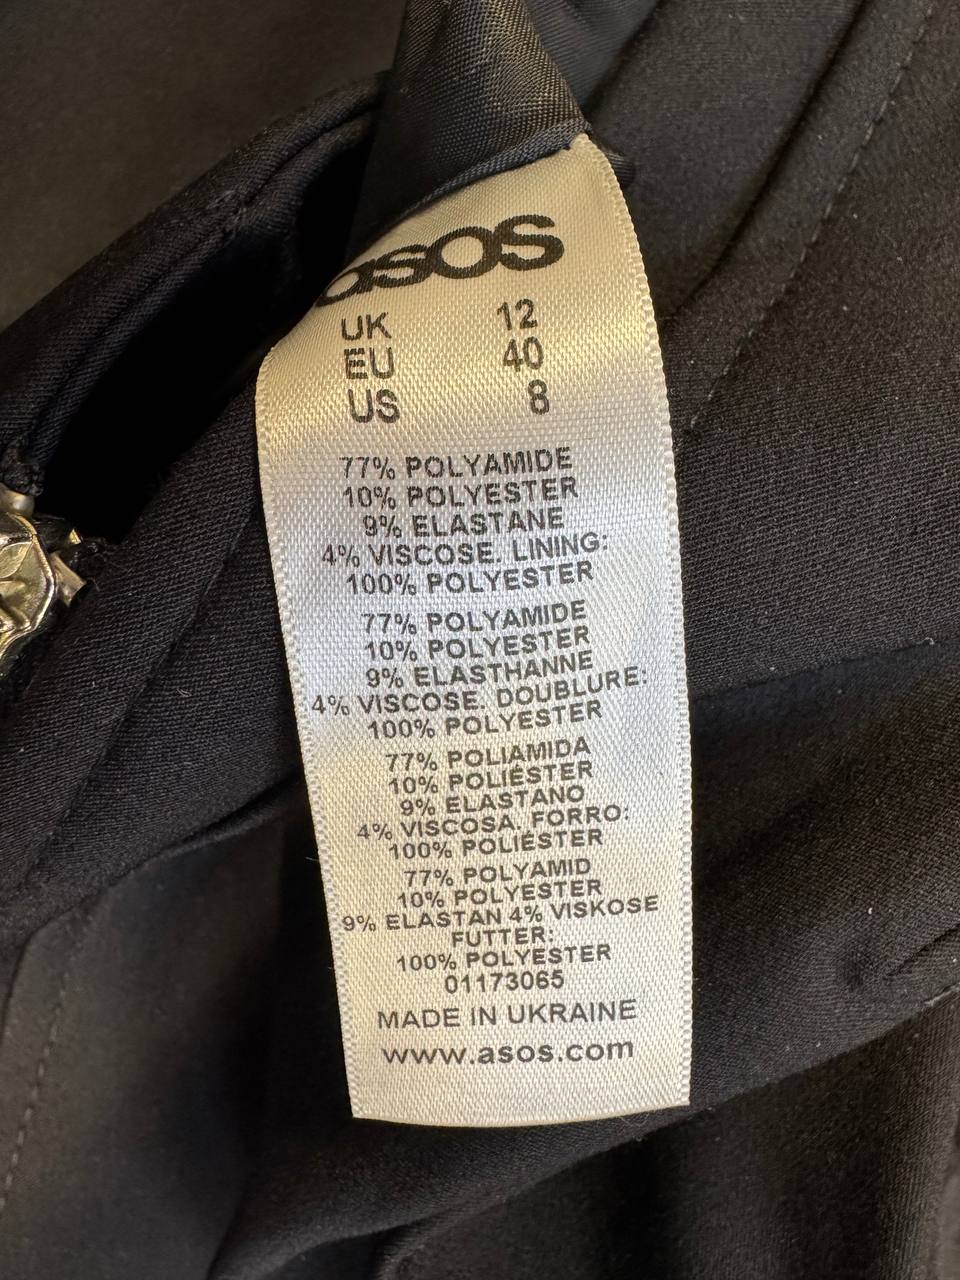 asos
UK 12
EU 40
US 8
77% POLYAMIDE
10% POLYESTER
9% ELASTANE
4% VISCOSE. LINING:
100% POLYESTER
77% POLYAMIDE
10% POLYESTER
9% ELASTHANNE
4% VISCOSE. DOUBLURE:
100% POLYESTER
77% POLIAMIDA
10% POLIÉSTER
9% ELASTANO
4% VISCOSA. FORRO:
100% POLIÉSTER
77% POLYAMID
10% POLYESTER
9% ELASTAN 4% VISKOSE
FUTTER:
100% POLYESTER
01173065
MADE IN UKRAINE
www.asos.com